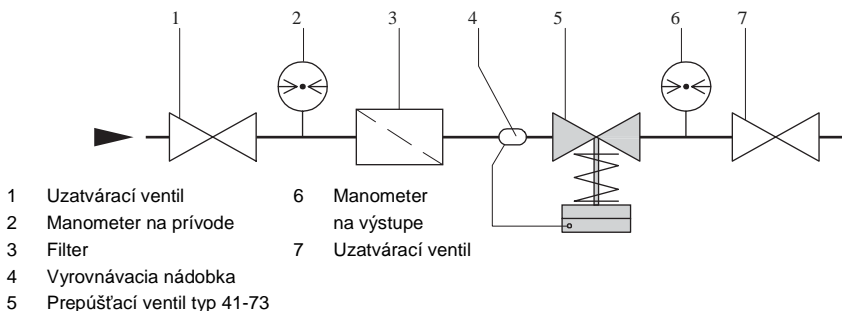 1 2 3 4 5 6 7
1 Uzatvárací ventil
2 Manometer na prívode
3 Filter
4 Vyrovnávacia nádobka
5 Prepúšťací ventil typ 41-73
6 Manometer
na výstupe
7 Uzatvárací ventil